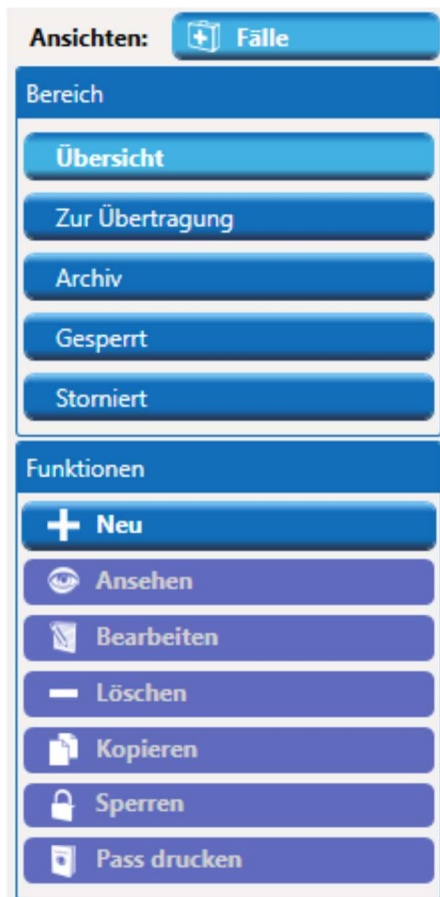 Ansichten: Fälle
Bereich
Übersicht
Zur Übertragung
Archiv
Gesperrt
Storniert
Funktionen
Neu
Ansehen
Bearbeiten
Löschen
Kopieren
Sperren
Pass drucken